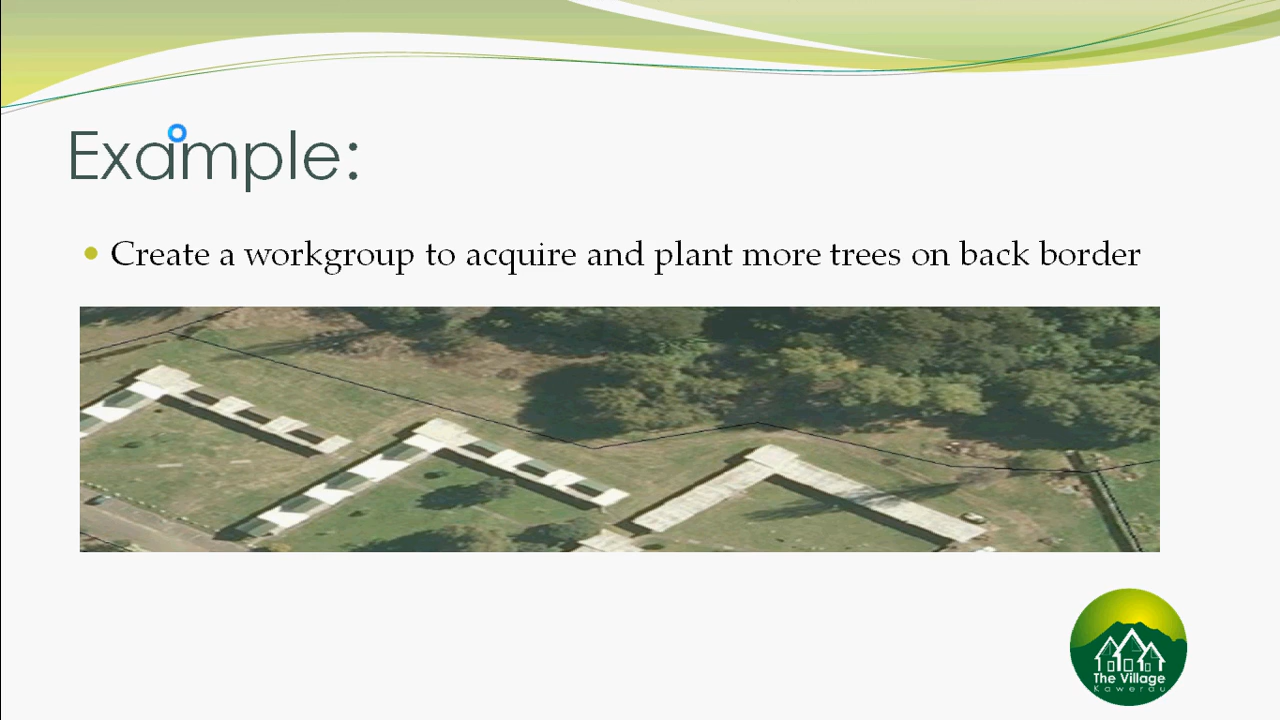 Example:
Create a workgroup to acquire and plant more trees on back border
The Village
Kawerau